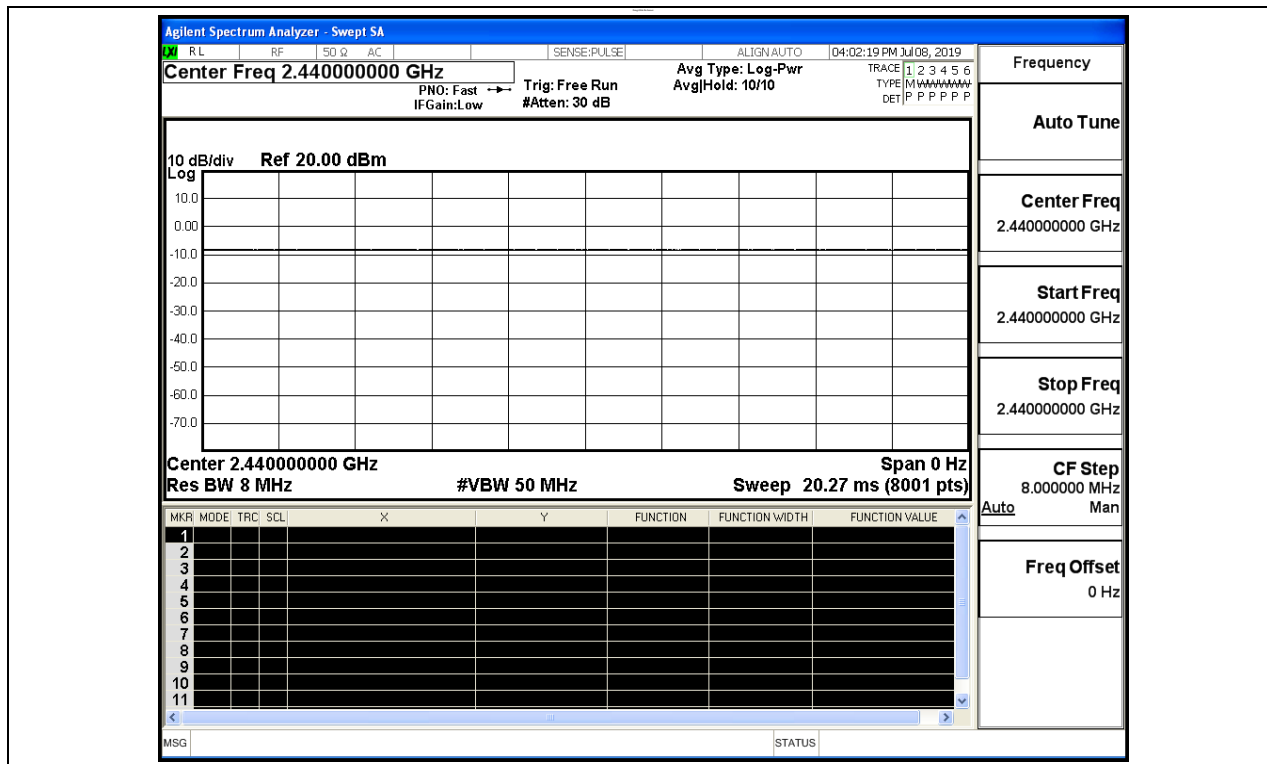 Agilent Spectrum Analyzer - Swept SA
LXI RL RF 50 Ω AC SENSE:PULSE ALIGN AUTO 04:02:19 PM Jul 08, 2019
Center Freq 2.440000000 GHz
PNO: Fast
IFGain:Low
Trig: Free Run
#Atten: 30 dB
Avg Type: Log-Pwr
Avg|Hold: 10/10
TRACE 1 2 3 4 5 6
TYPE M W W W W W
DET P P P P P P
10 dB/div Ref 20.00 dBm
Log
10.0
0.00
-10.0
-20.0
-30.0
-40.0
-50.0
-60.0
-70.0
Center 2.440000000 GHz Span 0 Hz
Res BW 8 MHz #VBW 50 MHz Sweep 20.27 ms (8001 pts)
MKR MODE TRC SCL X Y FUNCTION FUNCTION WIDTH FUNCTION VALUE
1
2
3
4
5
6
7
8
9
10
11
MSG STATUS
Frequency
Auto Tune
Center Freq
2.440000000 GHz
Start Freq
2.440000000 GHz
Stop Freq
2.440000000 GHz
CF Step
8.000000 MHz
Auto Man
Freq Offset
0 Hz